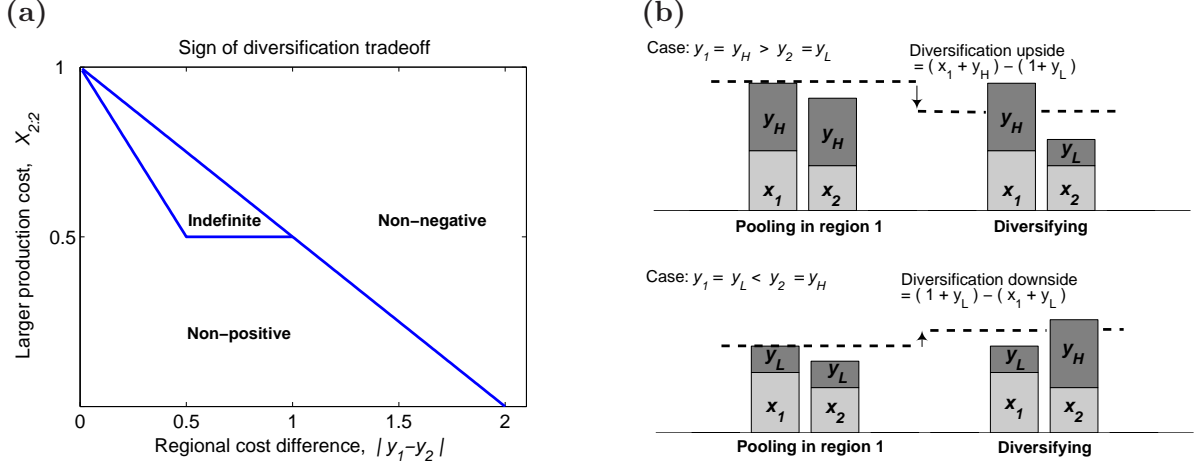 (a)
Sign of diversification tradeoff
Larger production cost, X2:2
1
0.5
Indefinite
Non−negative
Non−positive
0 0.5 1 1.5 2
Regional cost difference, | y1−y2 |
(b)
Case: y1 = yH > y2 = yL
Diversification upside
= ( x1 + yH ) − ( 1+ yL )
yH yH yH yL
x1 x2 x1 x2
Pooling in region 1 Diversifying
Case: y1 = yL < y2 = yH
Diversification downside
= ( 1 + yL ) − ( x1 + yL )
yL yL yL yH
x1 x2 x1 x2
Pooling in region 1 Diversifying